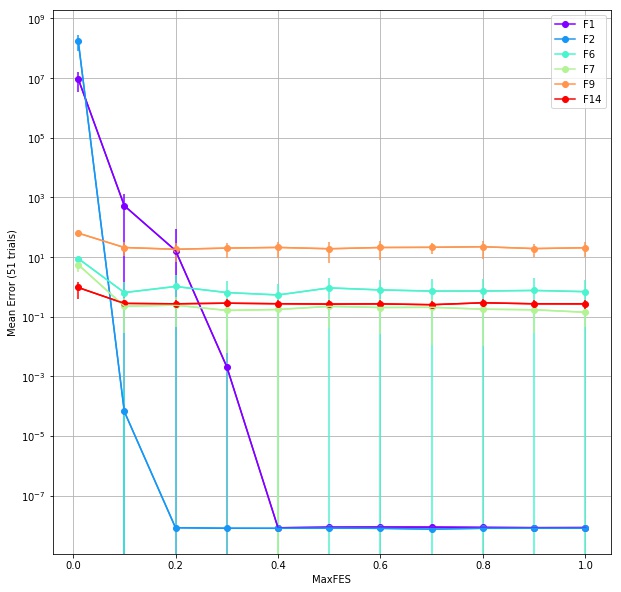 10^9
10^7
10^5
10^3
10^1
10^-1
10^-3
10^-5
10^-7
Mean Error (51 trials)
0.0 0.2 0.4 0.6 0.8 1.0
MaxFES
F1
F2
F6
F7
F9
F14